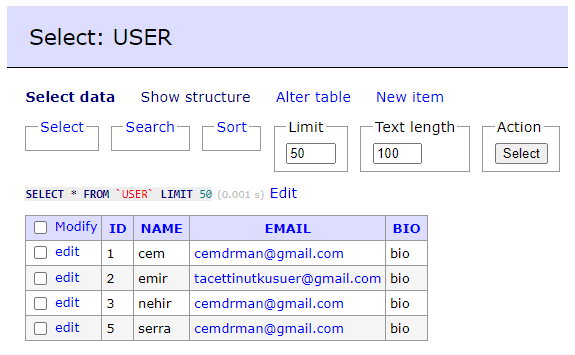 Select: USER
Select data Show structure Alter table New item
Select Search Sort Limit Text length Action
50 100 Select
SELECT * FROM `USER` LIMIT 50 (0.001 s) Edit
Modify ID NAME EMAIL BIO
edit 1 cem cemdrman@gmail.com bio
edit 2 emir tacettinutkusuer@gmail.com bio
edit 3 nehir cemdrman@gmail.com bio
edit 5 serra cemdrman@gmail.com bio